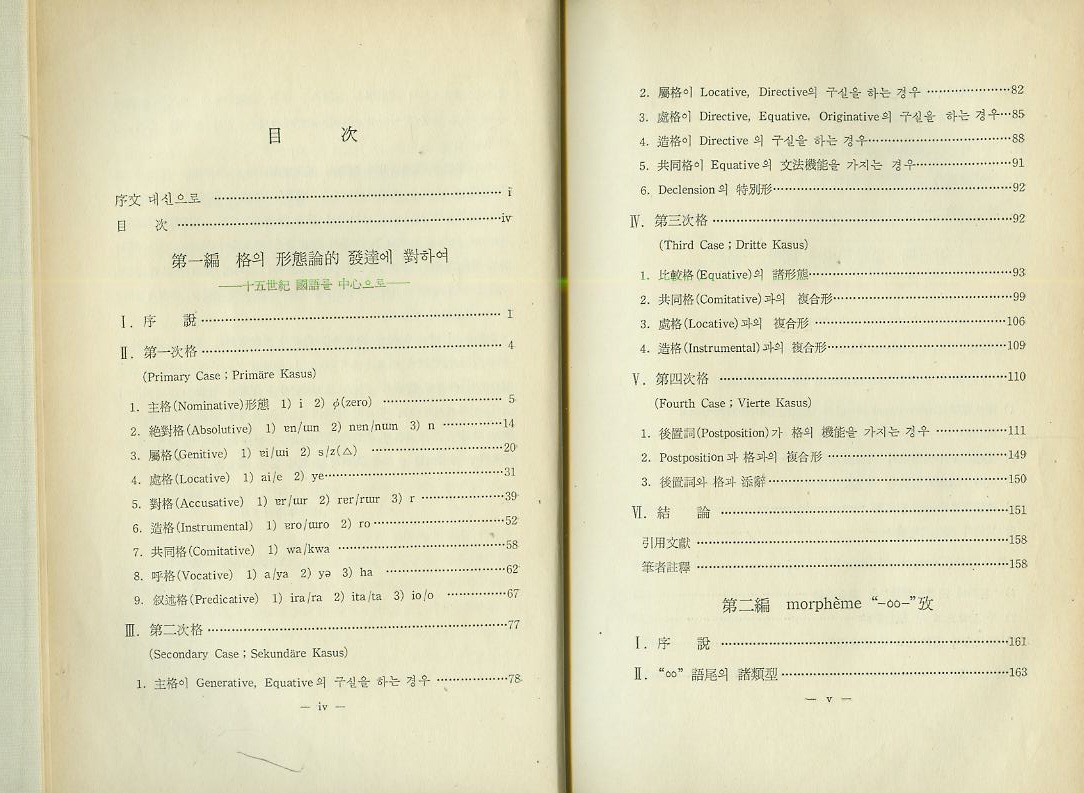 目 次
序文 대신으로 ………… i
目 次 ………… iv
第一編 格의 形態論的 發達에 對하여
——十五世紀 國語를 中心으로——
Ⅰ. 序 說 ………… 1
Ⅱ. 第一次格 ………… 4
(Primary Case ; Primäre Kasus)
1. 主格(Nominative)形態 1) i 2) ϕ(zero) ………… 5
2. 絶對格(Absolutive) 1) ɐn/ɯn 2) nɐn/nɯn 3) n ………… 14
3. 屬格(Genitive) 1) ɐi/ɯi 2) s/z(△) ………… 20
4. 處格(Locative) 1) ai/e 2) ye ………… 31
5. 對格(Accusative) 1) ɐr/ɯr 2) rɐr/rɯr 3) r ………… 39
6. 造格(Instrumental) 1) ɐro/ɯro 2) ro ………… 52
7. 共同格(Comitative) 1) wa/kwa ………… 58
8. 呼格(Vocative) 1) a/ya 2) yə 3) ha ………… 62
9. 叙述格(Predicative) 1) ira/ra 2) ita/ta 3) io/o ………… 67
Ⅲ. 第二次格 ………… 77
(Secondary Case ; Sekundäre Kasus)
1. 主格이 Generative, Equative의 구실을 하는 경우 ………… 78
— iv —
2. 屬格이 Locative, Directive의 구실을 하는 경우 ………… 82
3. 處格이 Directive, Equative, Originative의 구실을 하는 경우 … 85
4. 造格이 Directive 의 구실을 하는 경우 ………… 88
5. 共同格이 Equative의 文法機能을 가지는 경우 ………… 91
6. Declension의 特別形 ………… 92
Ⅳ. 第三次格 ………… 92
(Third Case ; Dritte Kasus)
1. 比較格(Equative)의 諸形態 ………… 93
2. 共同格(Comitative)과의 複合形 ………… 99
3. 處格(Locative)과의 複合形 ………… 106
4. 造格(Instrumental)과의 複合形 ………… 109
Ⅴ. 第四次格 ………… 110
(Fourth Case ; Vierte Kasus)
1. 後置詞(Postposition)가 格의 機能을 가지는 경우 ………… 111
2. Postposition과 格과의 複合形 ………… 149
3. 後置詞와 格과 添辭 ………… 150
Ⅵ. 結 論 ………… 151
引用文獻 ………… 158
筆者註釋 ………… 158
第二編 morphème “–ㆀ–”攷
Ⅰ. 序 說 ………… 161
Ⅱ. “ㆀ” 語尾의 諸類型 ………… 163
— v —